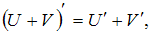 (U + V)′ = U′ + V′,